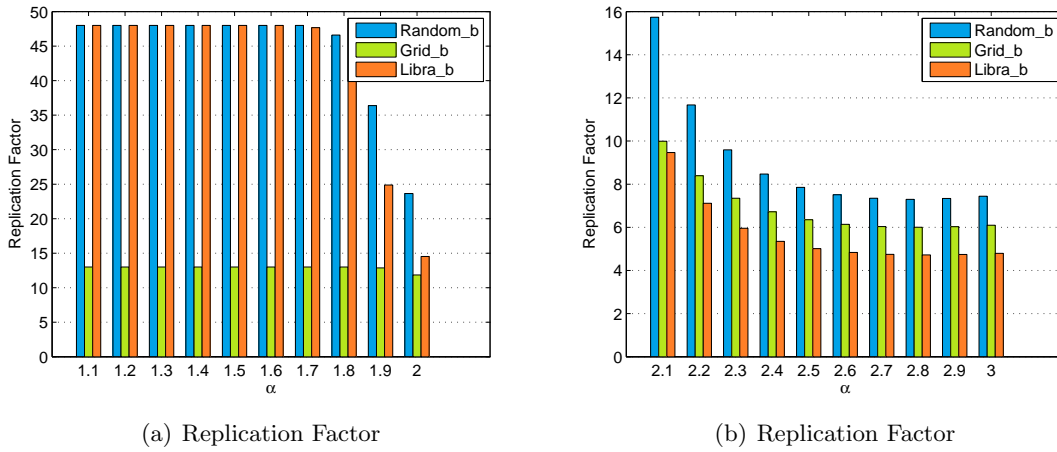 50
45
40
35
30
25
20
15
10
5
0
Replication Factor
1.1 1.2 1.3 1.4 1.5 1.6 1.7 1.8 1.9 2
α
Random_b
Grid_b
Libra_b
(a) Replication Factor
16
14
12
10
8
6
4
2
0
Replication Factor
2.1 2.2 2.3 2.4 2.5 2.6 2.7 2.8 2.9 3
α
Random_b
Grid_b
Libra_b
(b) Replication Factor